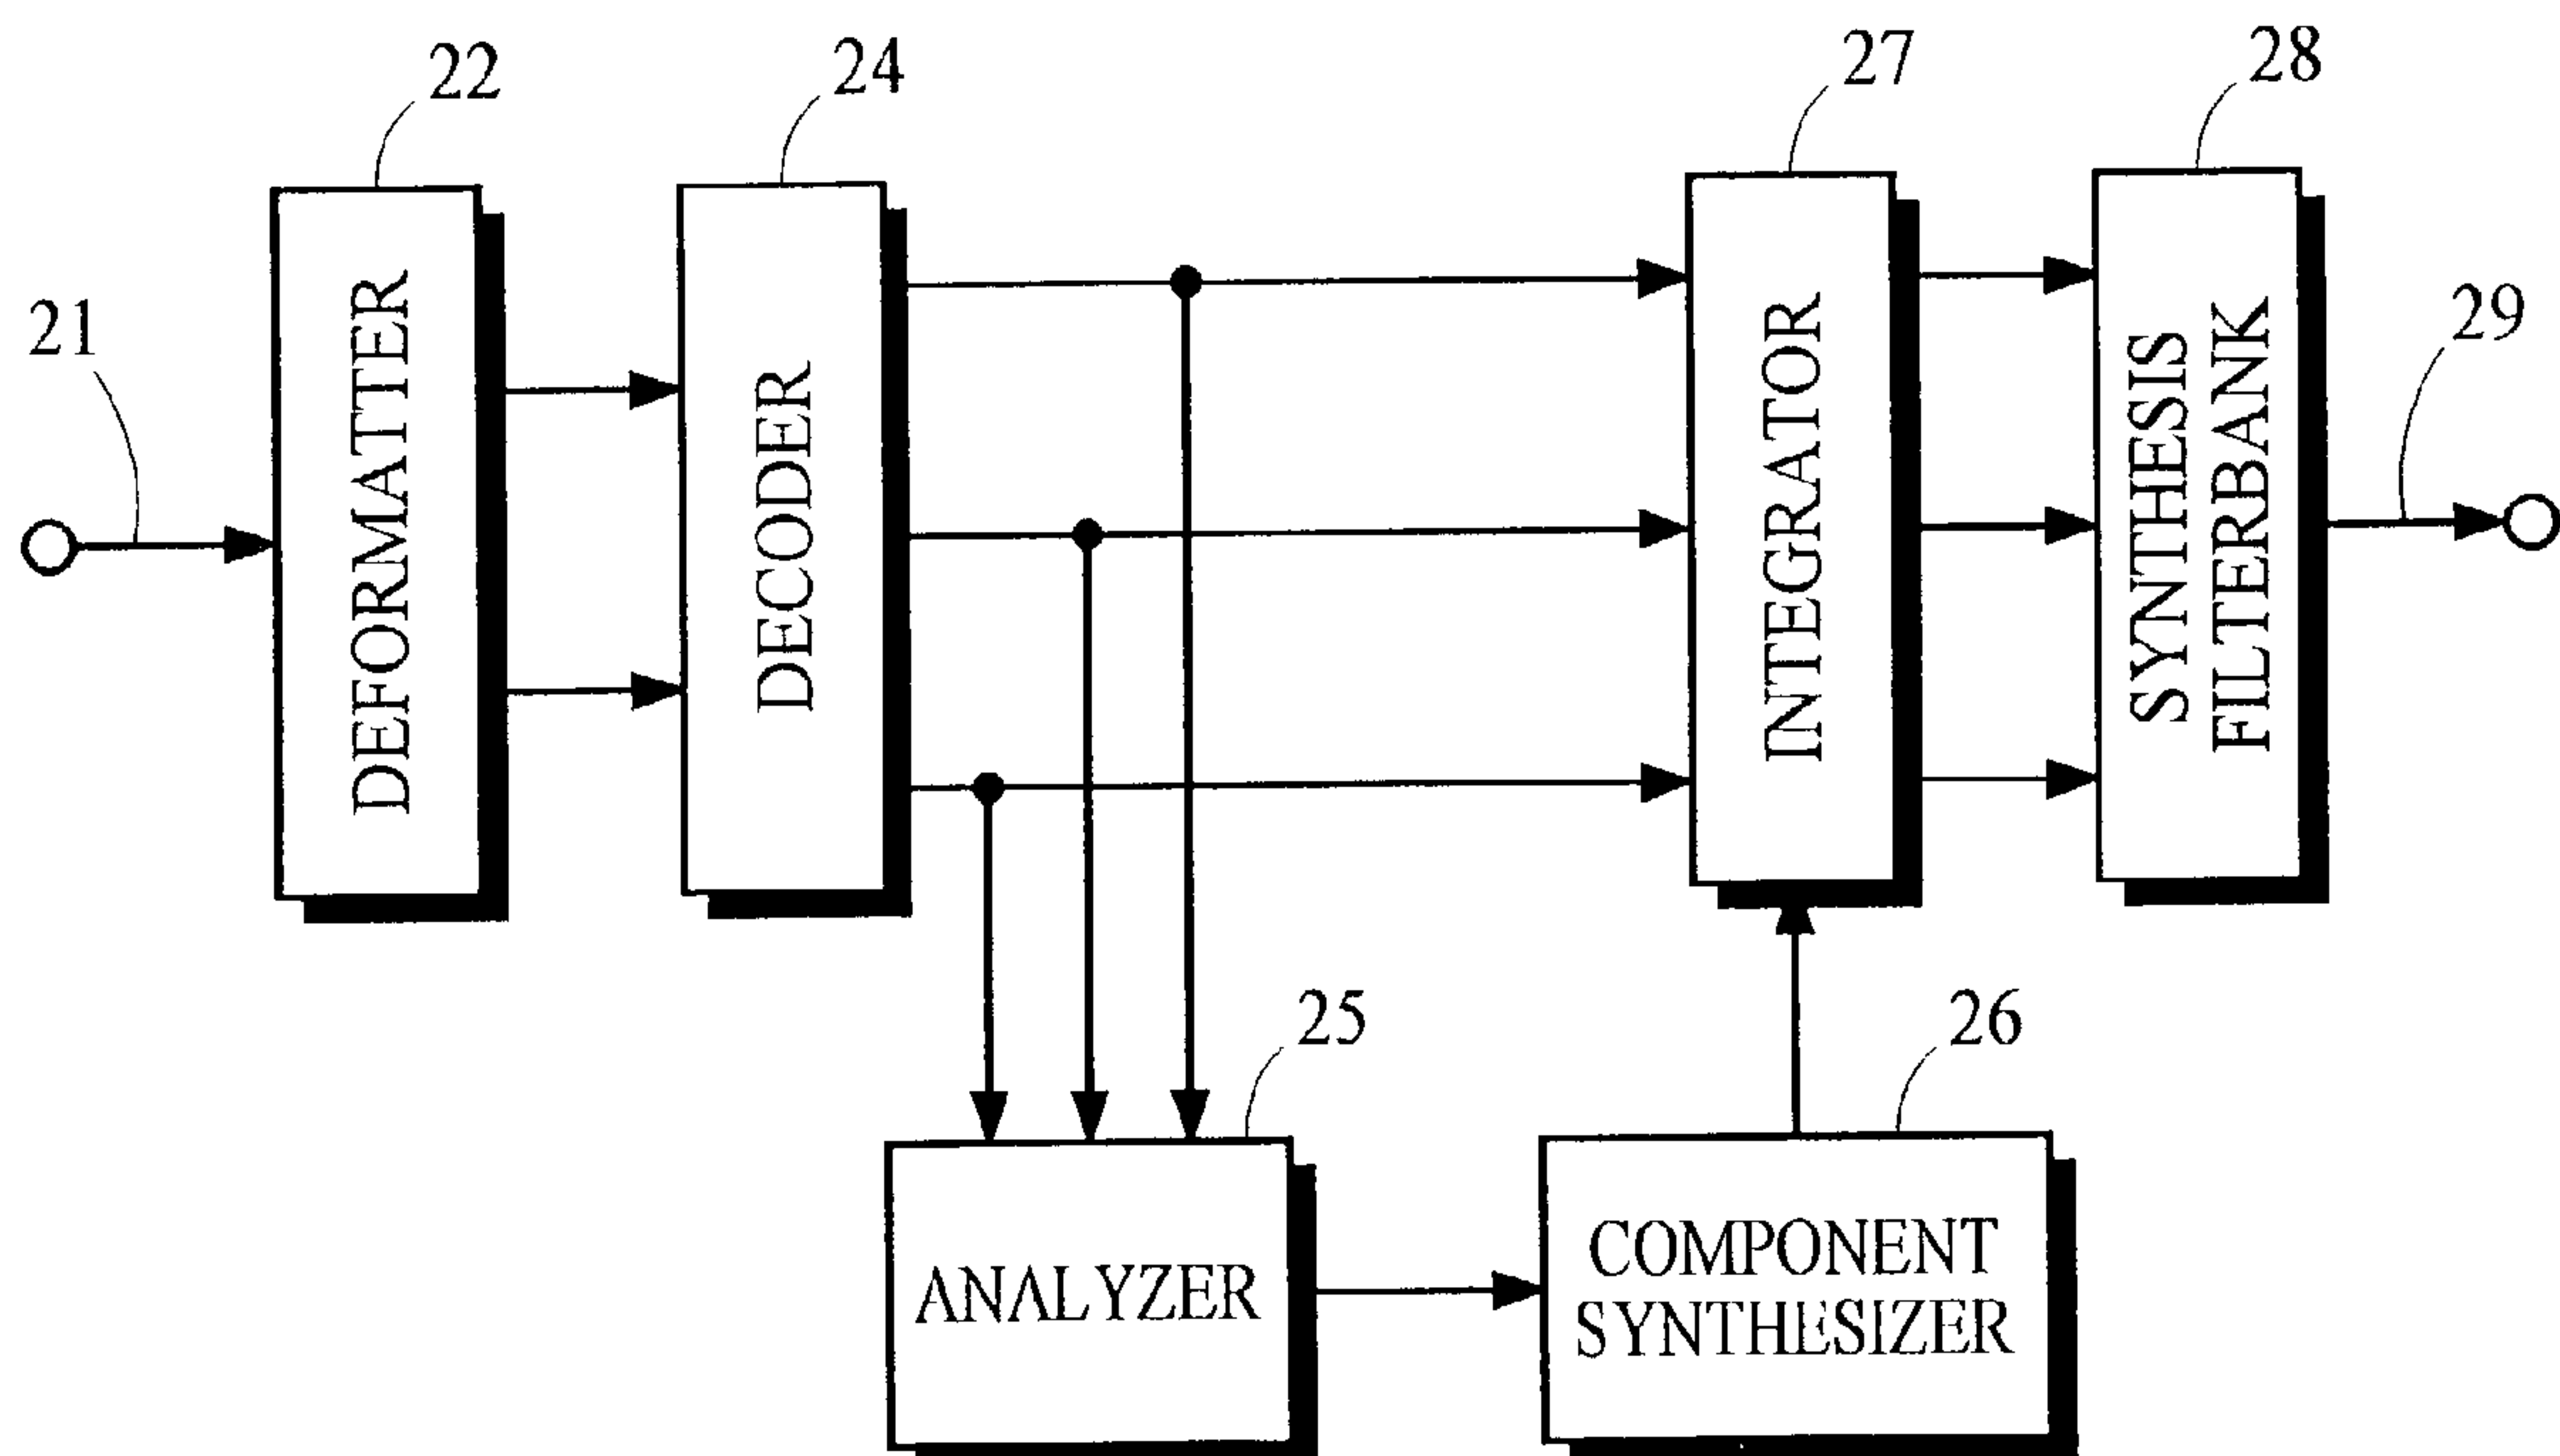 22
24
27
28
21
29
DEFORMATTER
DECODER
INTEGRATOR
SYNTHESIS
FILTERBANK
25
26
ANALYZER
COMPONENT
SYNTHESIZER